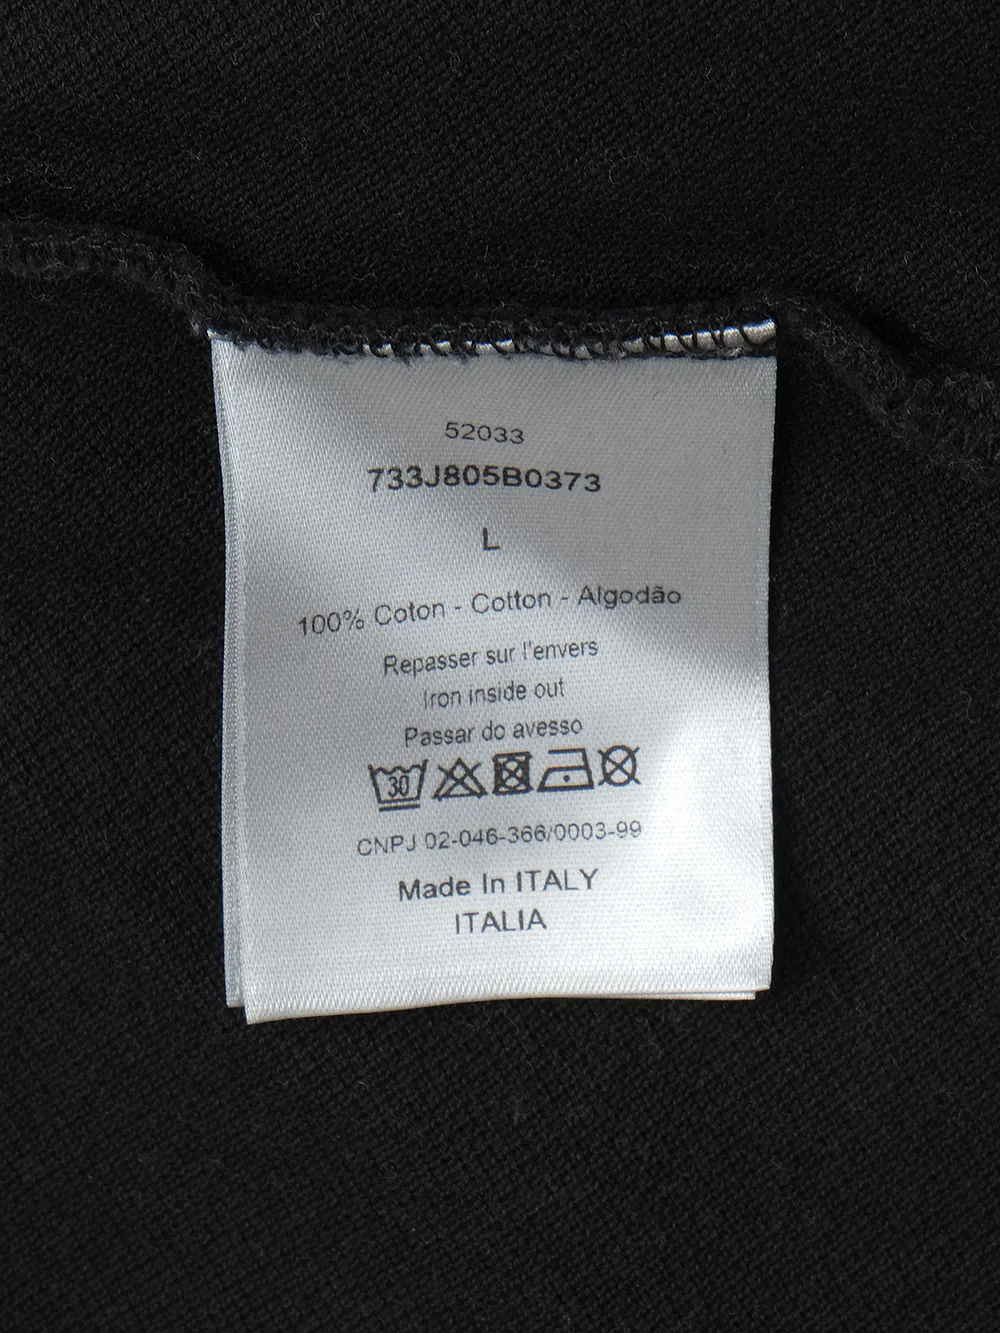 52033
733J805B0373
L
100% Coton - Cotton - Algodão
Repasser sur l'envers
Iron inside out
Passar do avesso
30
CNPJ 02-046-366/0003-99
Made In ITALY
ITALIA